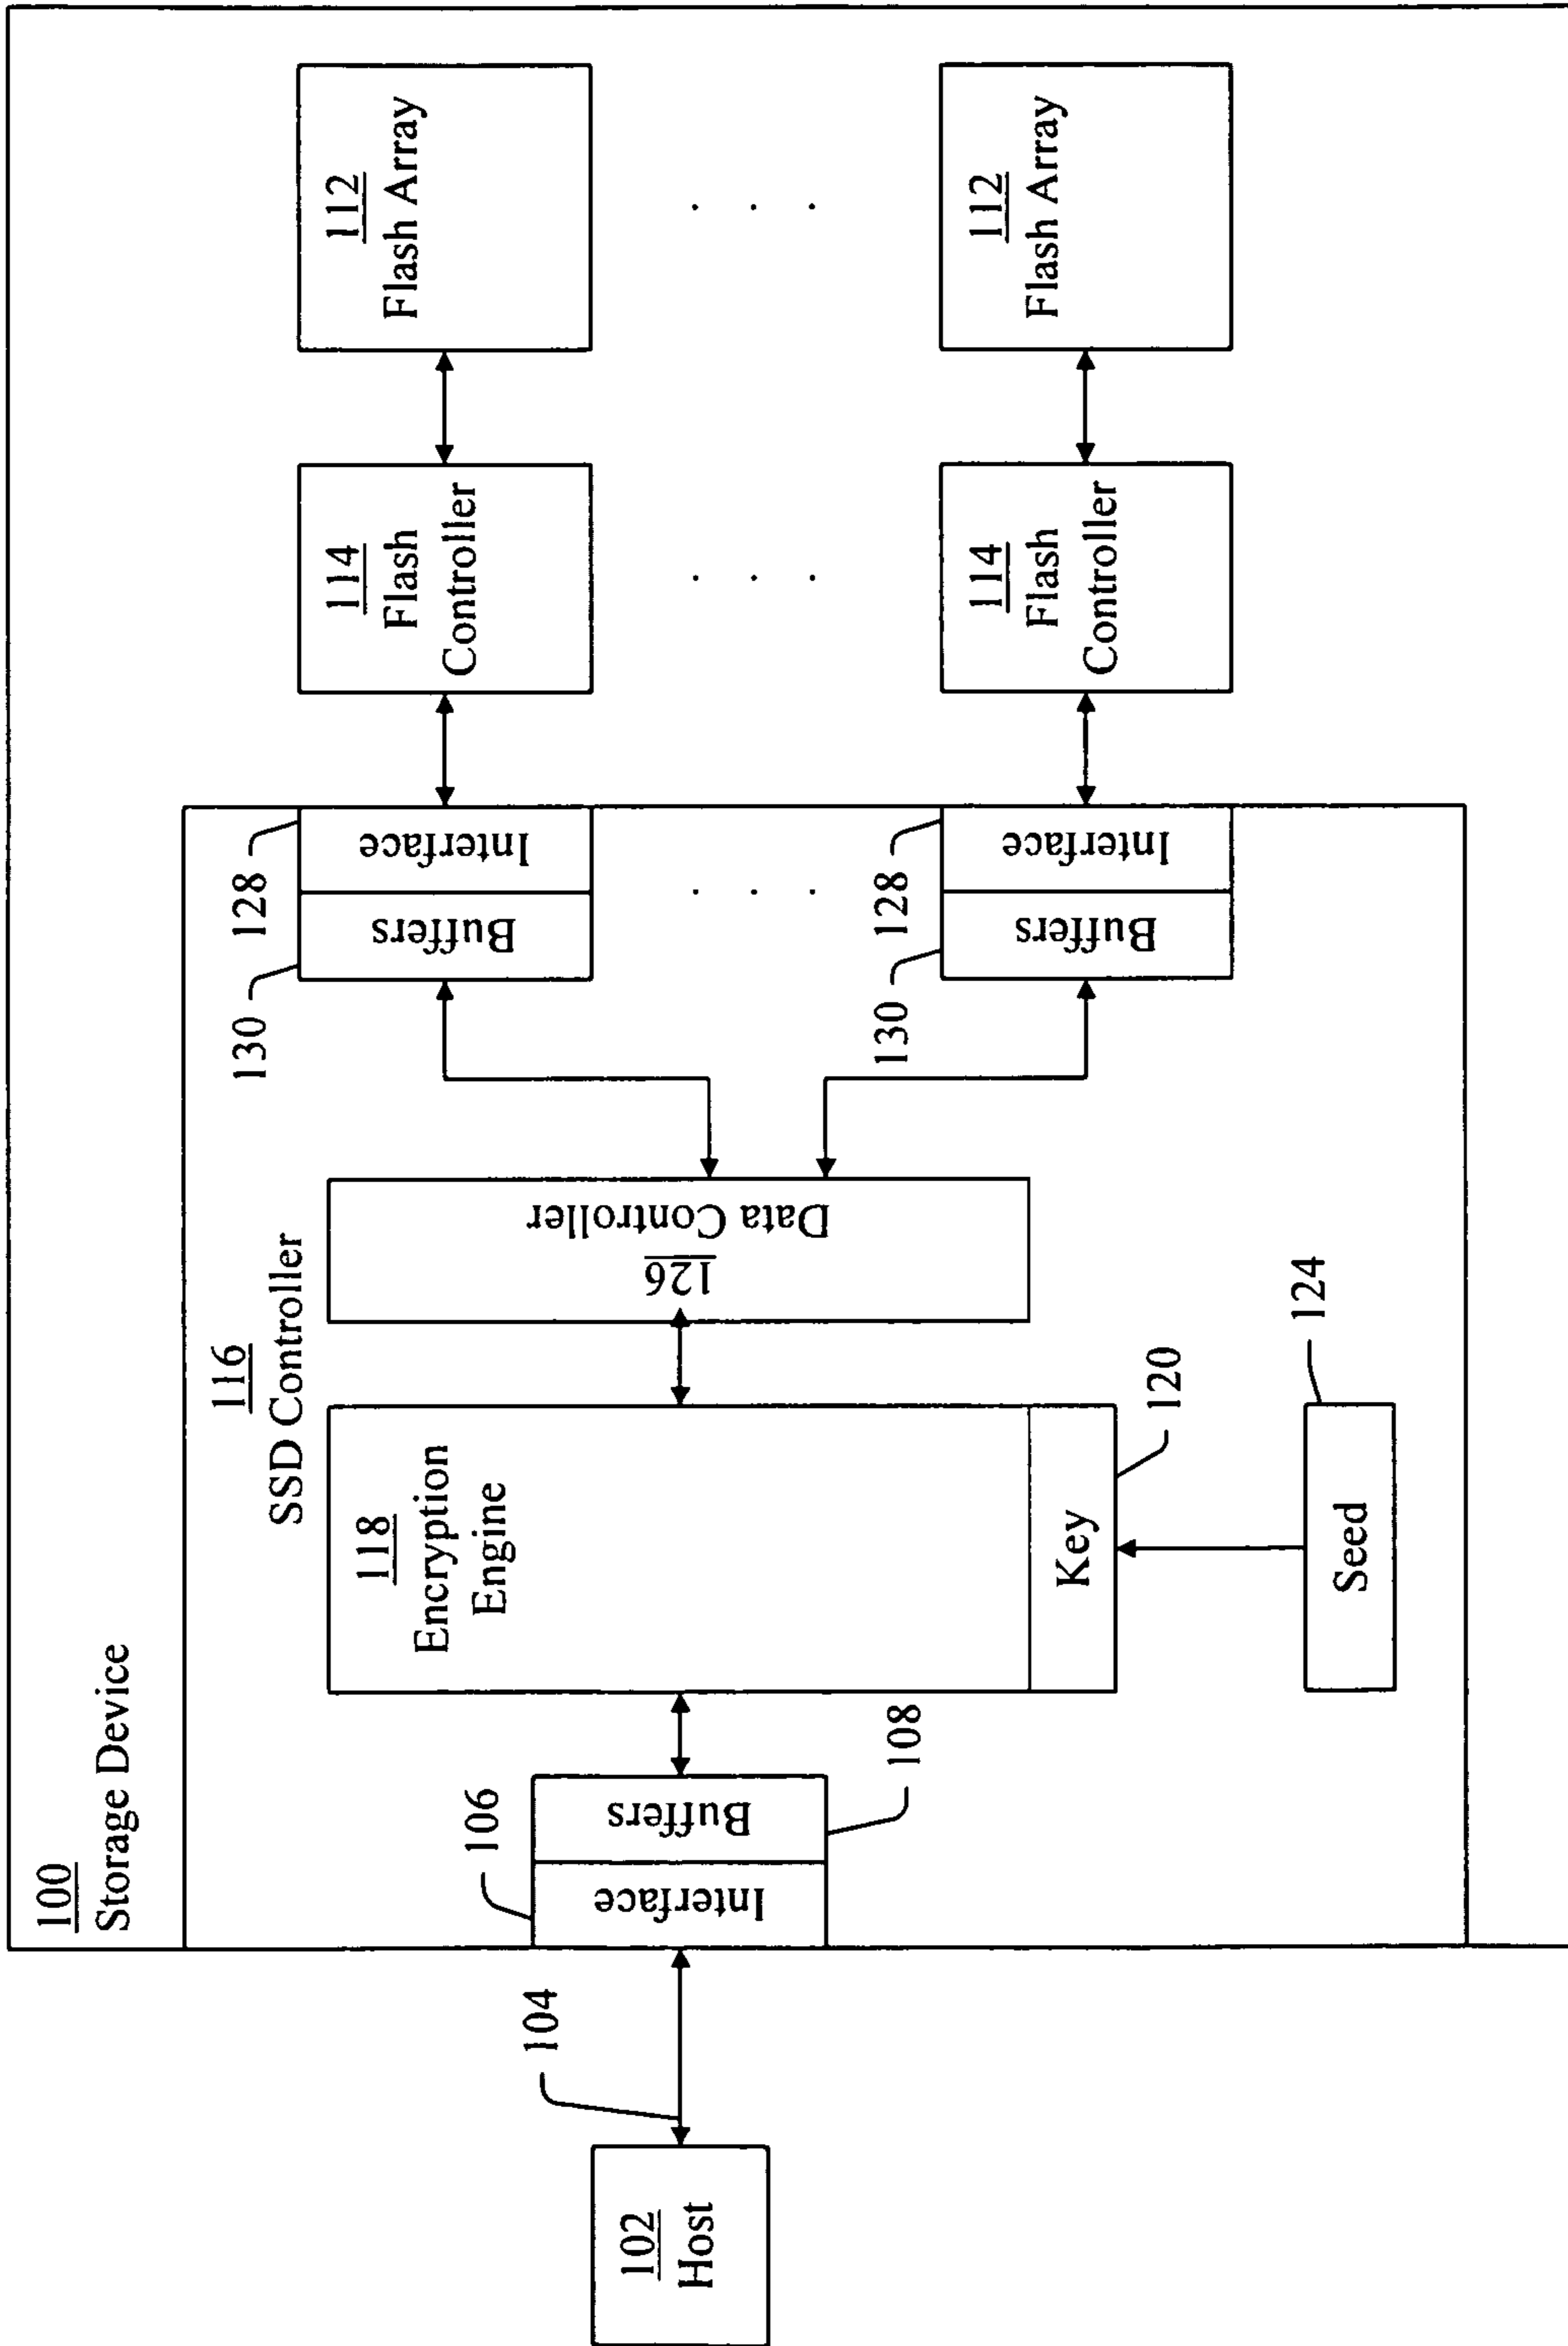 100
Storage Device
116
SSD Controller
102
Host
104
106
Interface
Buffers
108
118
Encryption
Engine
Key
120
Seed
124
Data Controller
126
130
128
Buffers
Interface
114
Flash
Controller
112
Flash Array
. . .
. . .
. . .
130
128
Buffers
Interface
114
Flash
Controller
112
Flash Array